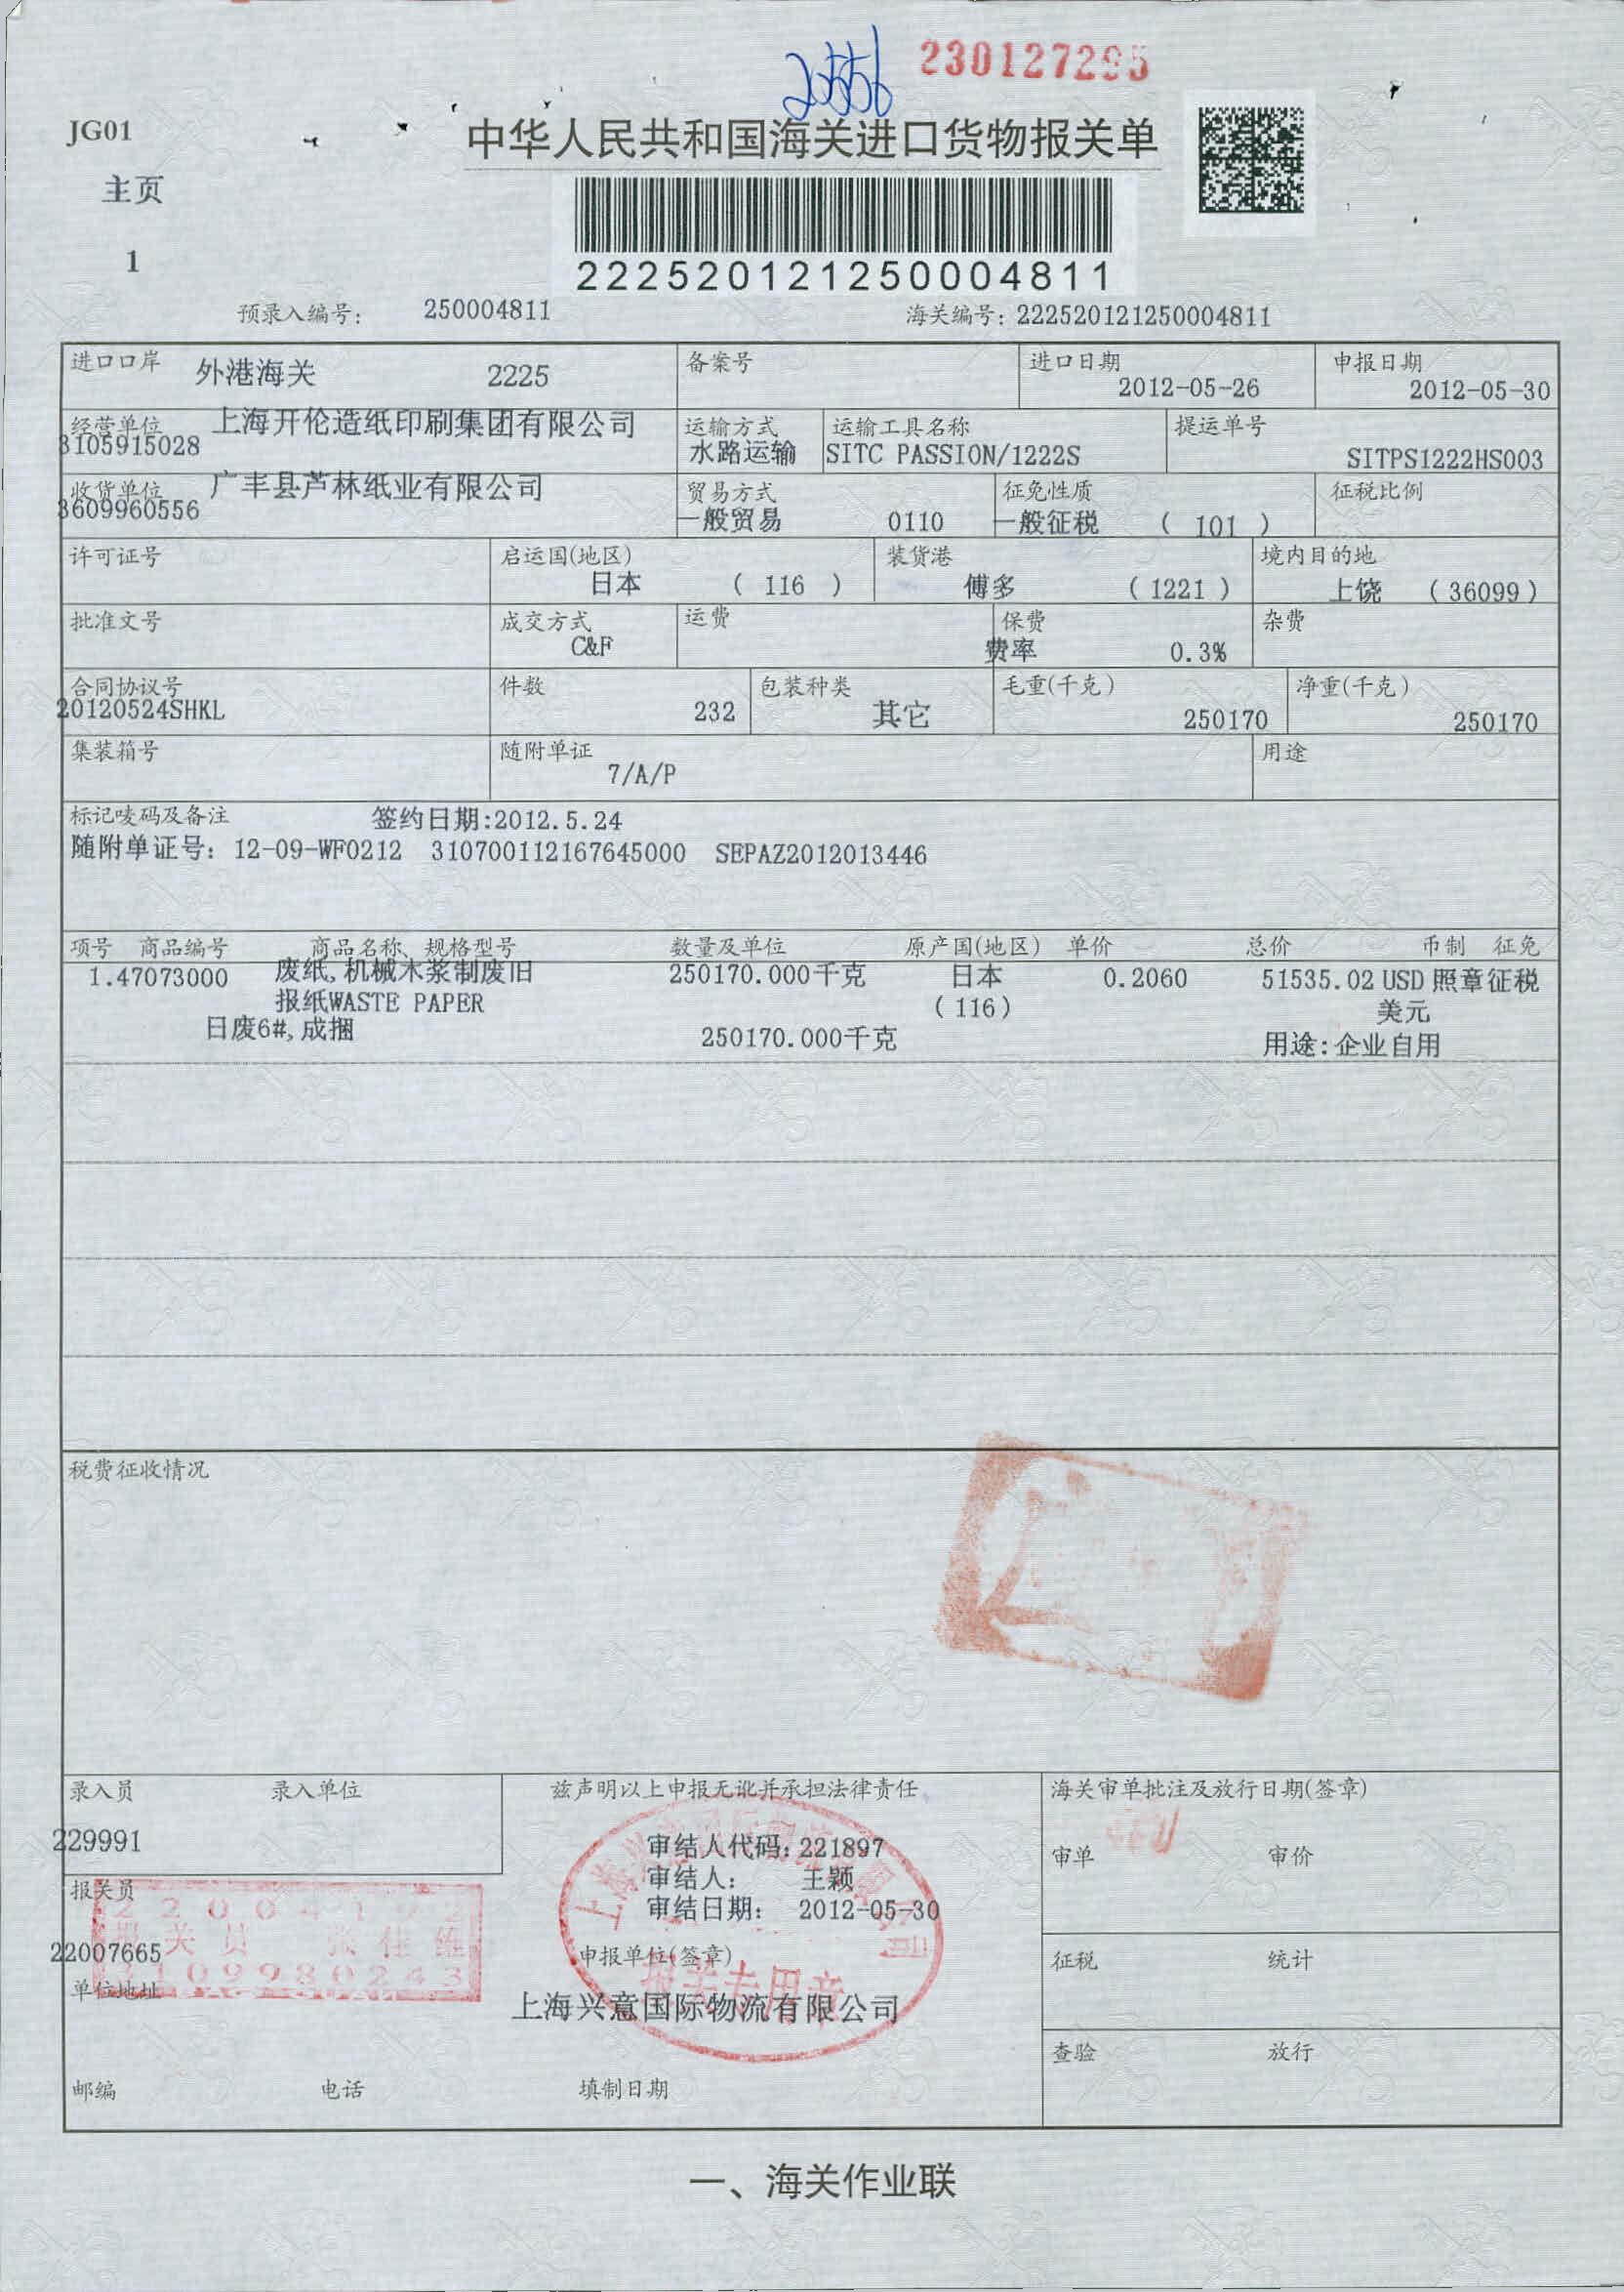 230127295
2556
JG01
中华人民共和国海关进口货物报关单
主页
1
222520121250004811
预录入编号: 250004811 海关编号: 222520121250004811
进口口岸 外港海关 2225 备案号 进口日期 2012-05-26 申报日期 2012-05-30
经营单位 上海开伦造纸印刷集团有限公司 3105915028 运输方式 水路运输 运输工具名称 SITC PASSION/1222S 提运单号 SITPS1222HS003
收货单位 广丰县芦林纸业有限公司 3609960556 贸易方式 一般贸易 0110 征免性质 一般征税 ( 101 ) 征税比例
许可证号 启运国(地区) 日本 ( 116 ) 装货港 傅多 ( 1221 ) 境内目的地 上饶 ( 36099 )
批准文号 成交方式 C&F 运费 保费 费率 0.3% 杂费
合同协议号 20120524SHKL 件数 232 包装种类 其它 毛重(千克) 250170 净重(千克) 250170
集装箱号 随附单证 7/A/P 用途
标记唛码及备注 签约日期:2012.5.24
随附单证号: 12-09-WF0212 310700112167645000 SEPAZ2012013446
项号 商品编号 商品名称、规格型号 数量及单位 原产国(地区) 单价 总价 币制 征免
1.47073000 废纸,机械木浆制废旧 250170.000千克 日本 0.2060 51535.02 USD 照章征税
报纸WASTE PAPER ( 116 ) 美元
日废6#,成捆 250170.000千克 用途:企业自用
税费征收情况
录入员 录入单位 兹声明以上申报无讹并承担法律责任 海关审单批注及放行日期(签章)
229991 审结人代码: 221897 审单 审价
审结人: 王颖
报关员 审结日期: 2012-05-30
22007665 申报单位(签章) 征税 统计
报关专用章
单位地址 上海兴意国际物流有限公司
查验 放行
邮编 电话 填制日期
一、海关作业联